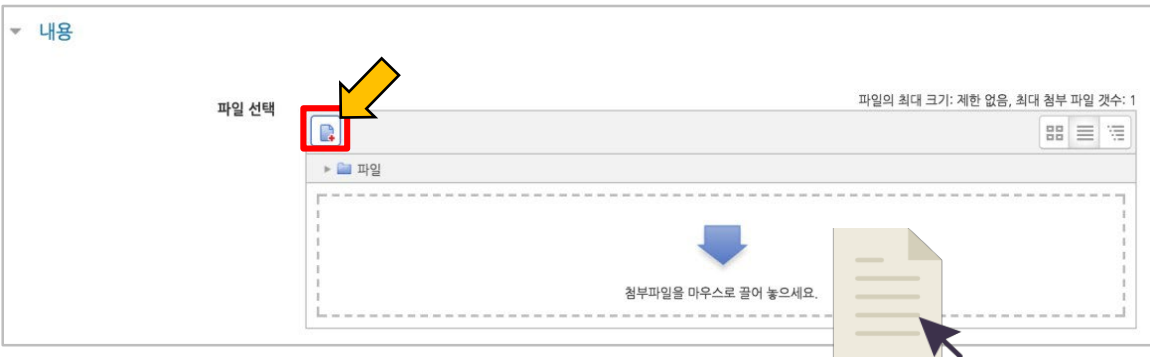 내용
파일 선택
파일의 최대 크기: 제한 없음, 최대 첨부 파일 갯수: 1
파일
첨부파일을 마우스로 끌어 놓으세요.